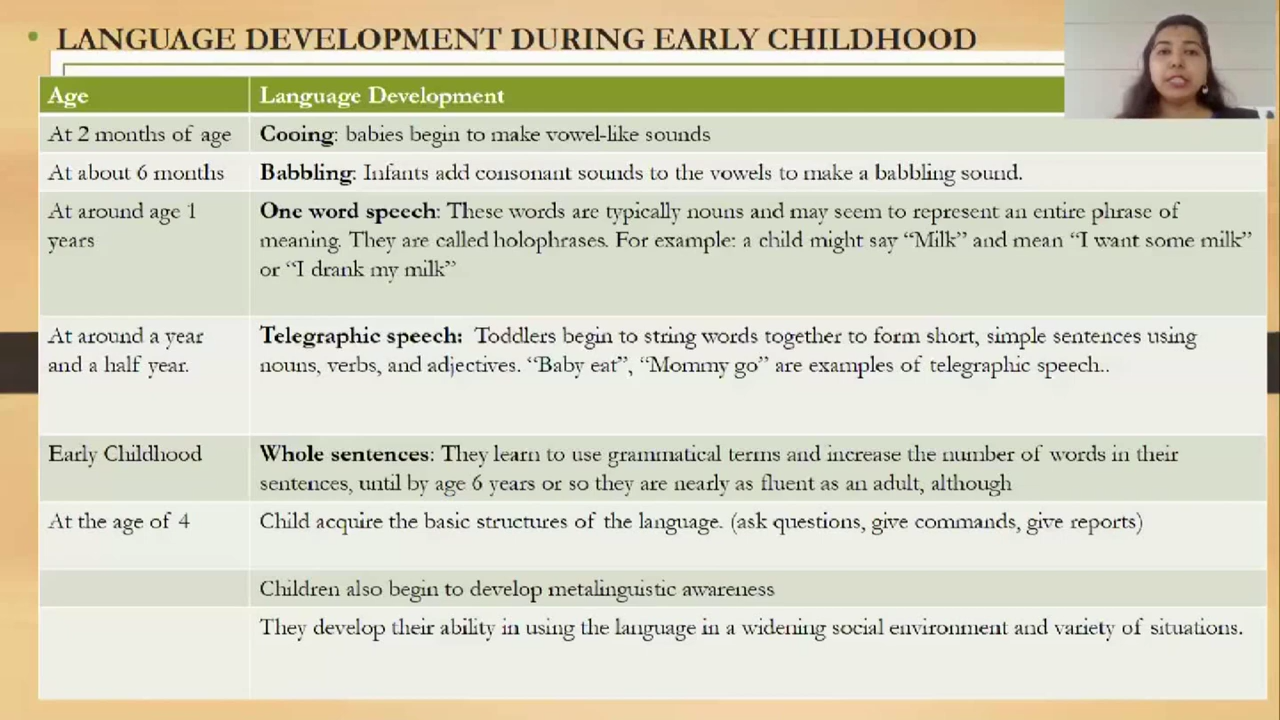 • LANGUAGE DEVELOPMENT DURING EARLY CHILDHOOD
Age
Language Development
At 2 months of age
Cooing: babies begin to make vowel-like sounds
At about 6 months
Babbling: Infants add consonant sounds to the vowels to make a babbling sound.
At around age 1
years
One word speech: These words are typically nouns and may seem to represent an entire phrase of
meaning. They are called holophrases. For example: a child might say “Milk” and mean “I want some milk”
or “I drank my milk”
At around a year
and a half year.
Telegraphic speech: Toddlers begin to string words together to form short, simple sentences using
nouns, verbs, and adjectives. “Baby eat”, “Mommy go” are examples of telegraphic speech..
Early Childhood
Whole sentences: They learn to use grammatical terms and increase the number of words in their
sentences, until by age 6 years or so they are nearly as fluent as an adult, although
At the age of 4
Child acquire the basic structures of the language. (ask questions, give commands, give reports)
Children also begin to develop metalinguistic awareness
They develop their ability in using the language in a widening social environment and variety of situations.